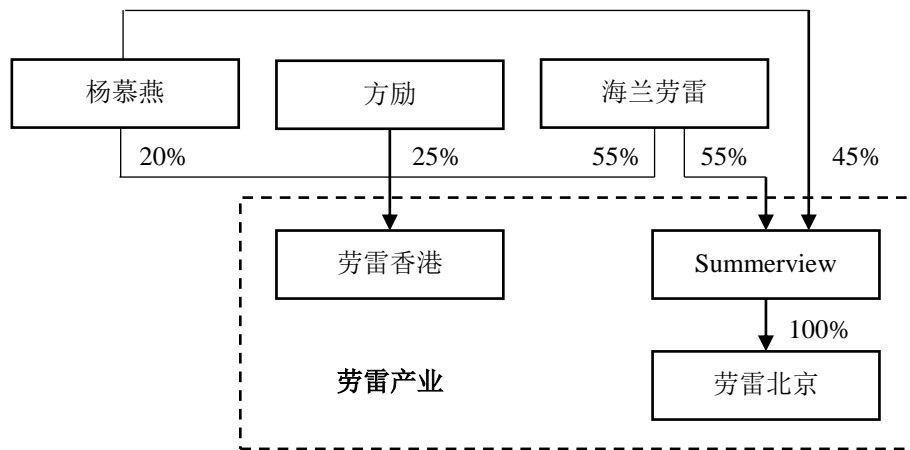 杨慕燕 方励 海兰劳雷
20% 25% 55% 55% 45%
劳雷香港 Summerview
100%
劳雷产业 劳雷北京